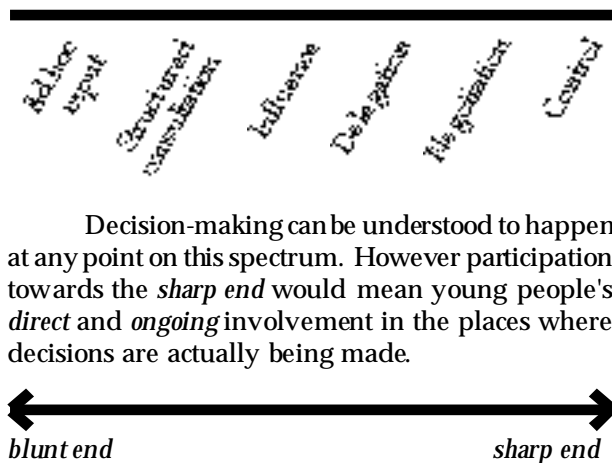 Ad hoc
input
Structured
consultation
Influence
Delegation
Negotiation
Control
Decision-making can be understood to happen
at any point on this spectrum. However participation
towards the sharp end would mean young people's
direct and ongoing involvement in the places where
decisions are actually being made.
blunt end
sharp end